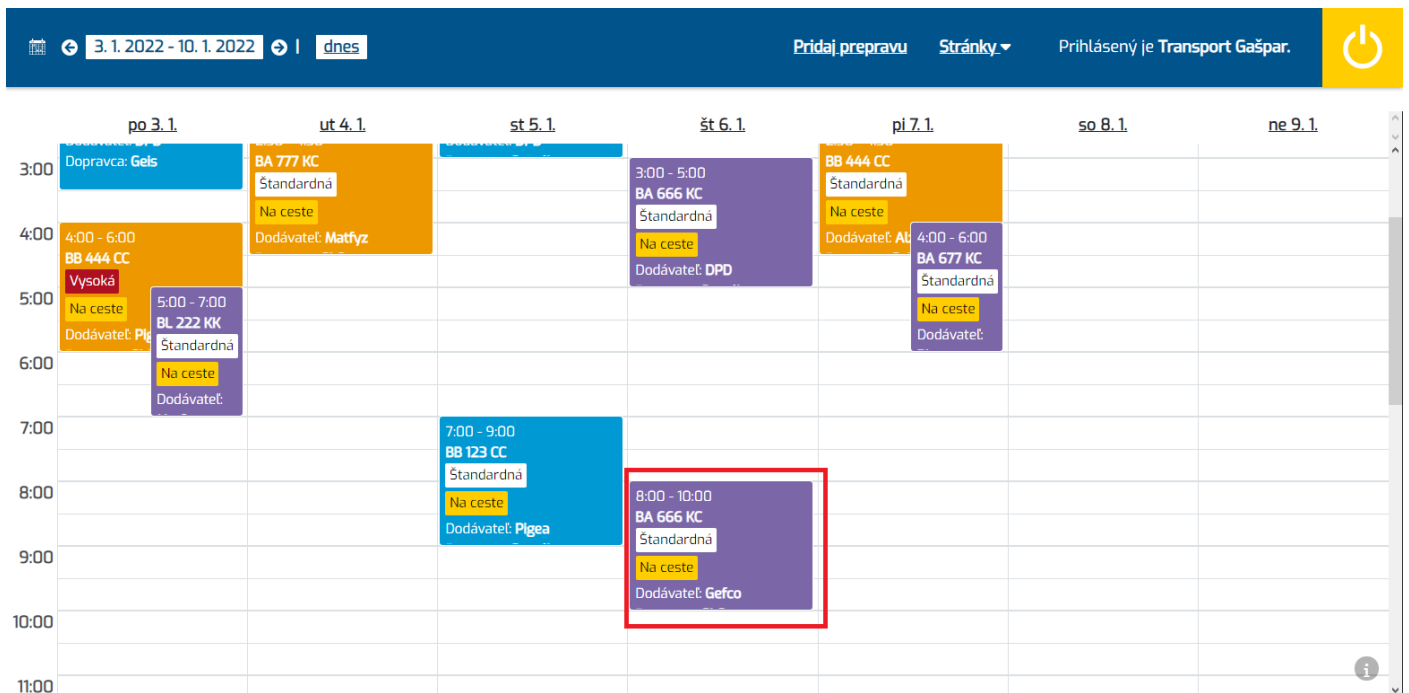 3. 1. 2022 - 10. 1. 2022 | dnes Pridaj prepravu Stránky Prihlásený je Transport Gašpar.
po 3. 1. ut 4. 1. st 5. 1. št 6. 1. pi 7. 1. so 8. 1. ne 9. 1.
3:00
4:00
5:00
6:00
7:00
8:00
9:00
10:00
11:00
Dopravca: Geis
4:00 - 6:00
BB 444 CC
Vysoká
Na ceste
Dodávateľ:
5:00 - 7:00
BL 222 KK
Štandardná
Na ceste
Dodávateľ:
BA 777 KC
Štandardná
Na ceste
Dodávateľ: Matfyz
7:00 - 9:00
BB 123 CC
Štandardná
Na ceste
Dodávateľ: Pigea
3:00 - 5:00
BA 666 KC
Štandardná
Na ceste
Dodávateľ: DPD
8:00 - 10:00
BA 666 KC
Štandardná
Na ceste
Dodávateľ: Gefco
BB 444 CC
Štandardná
Na ceste
Dodávateľ:
4:00 - 6:00
BA 677 KC
Štandardná
Na ceste
Dodávateľ: